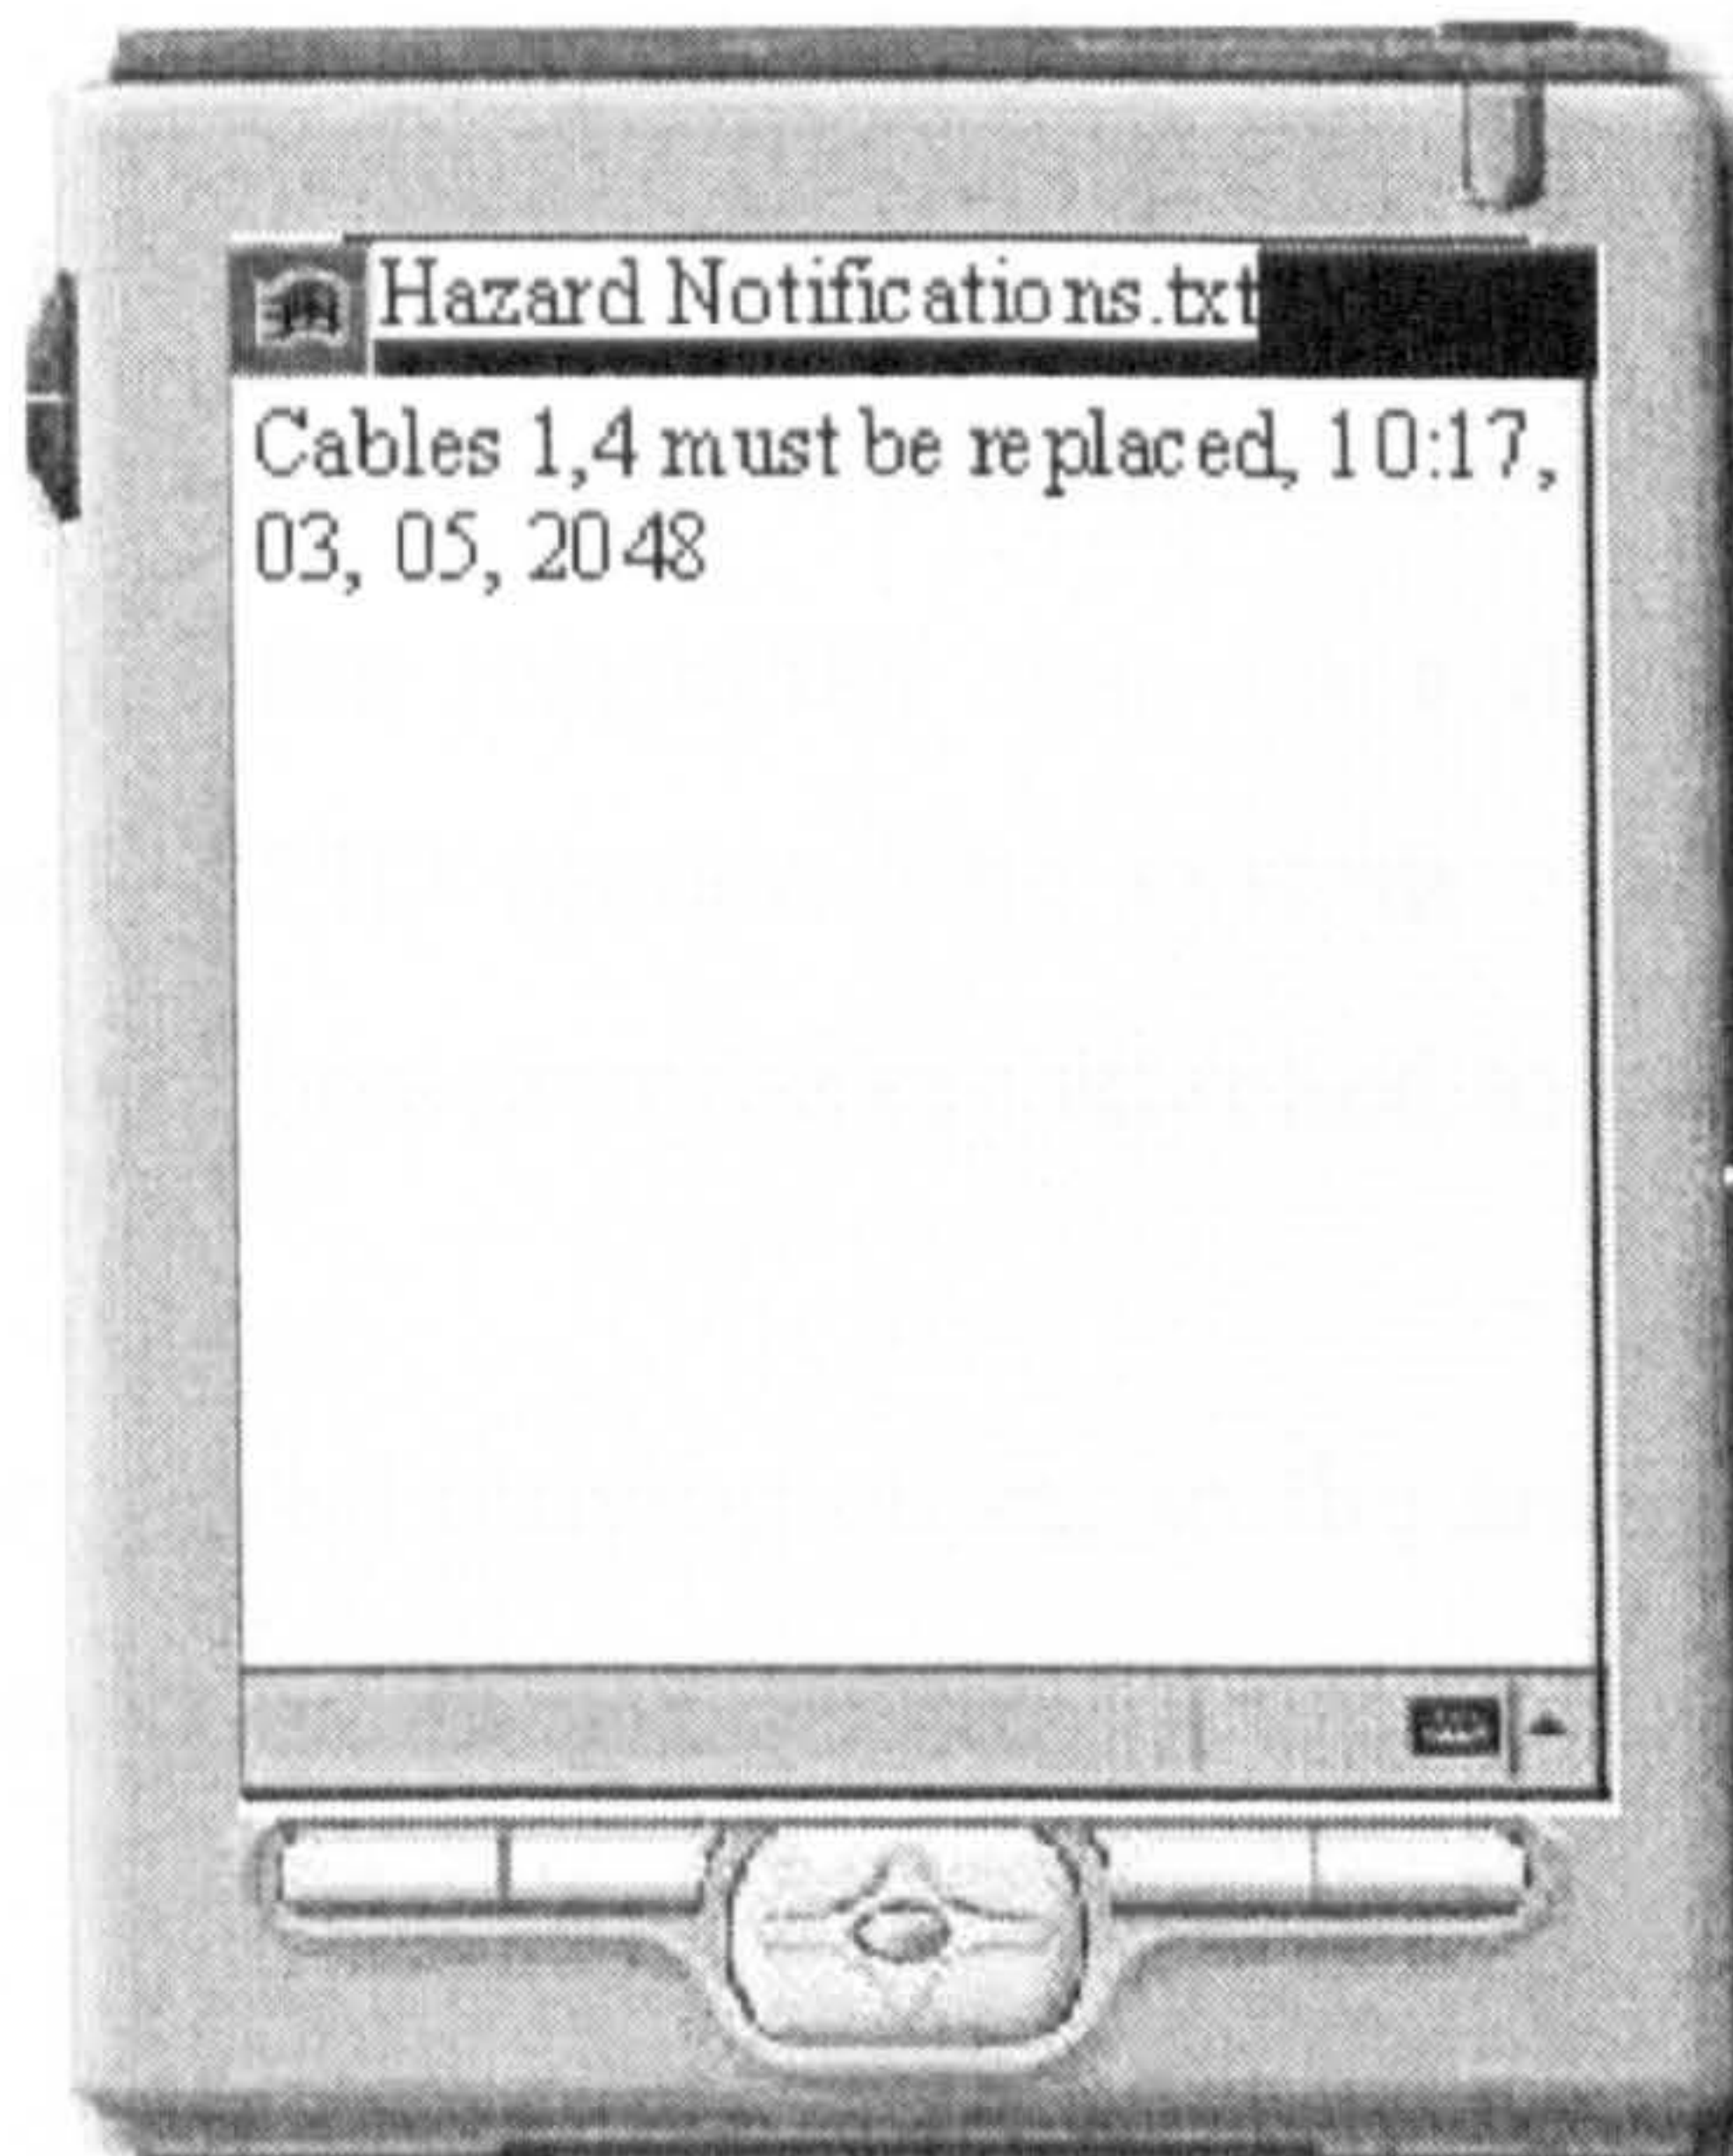 Hazard Notifications.txt
Cables 1,4 must be replaced, 10:17,
03, 05, 2048